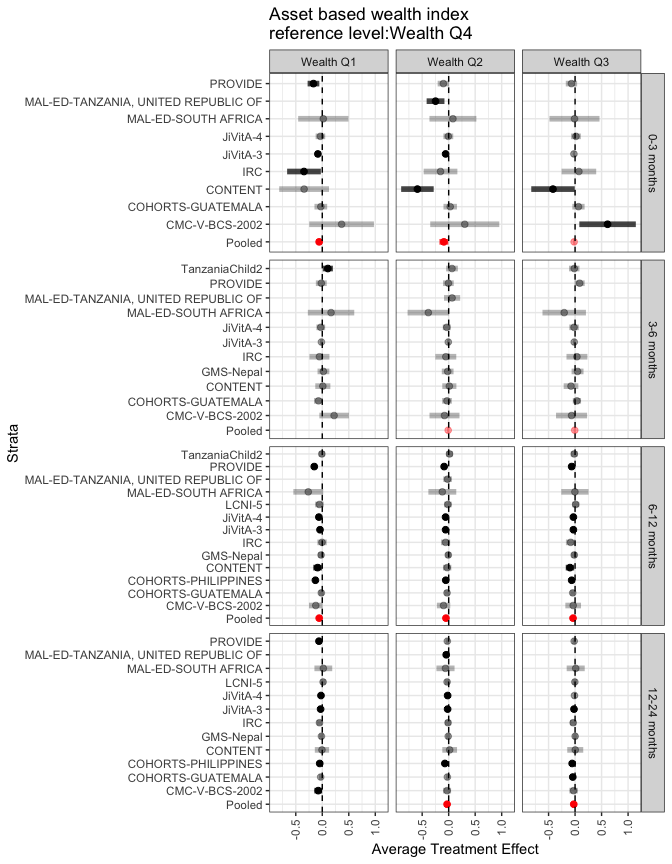 Asset based wealth index
reference level:Wealth Q4
Wealth Q1
Wealth Q2
Wealth Q3
Strata
PROVIDE
MAL-ED-TANZANIA, UNITED REPUBLIC OF
MAL-ED-SOUTH AFRICA
JiVitA-4
JiVitA-3
IRC
CONTENT
COHORTS-GUATEMALA
CMC-V-BCS-2002
Pooled
0-3 months
TanzaniaChild2
PROVIDE
MAL-ED-TANZANIA, UNITED REPUBLIC OF
MAL-ED-SOUTH AFRICA
JiVitA-4
JiVitA-3
IRC
GMS-Nepal
CONTENT
COHORTS-GUATEMALA
CMC-V-BCS-2002
Pooled
3-6 months
TanzaniaChild2
PROVIDE
MAL-ED-TANZANIA, UNITED REPUBLIC OF
MAL-ED-SOUTH AFRICA
LCNI-5
JiVitA-4
JiVitA-3
IRC
GMS-Nepal
CONTENT
COHORTS-PHILIPPINES
COHORTS-GUATEMALA
CMC-V-BCS-2002
Pooled
6-12 months
PROVIDE
MAL-ED-TANZANIA, UNITED REPUBLIC OF
MAL-ED-SOUTH AFRICA
LCNI-5
JiVitA-4
JiVitA-3
IRC
GMS-Nepal
CONTENT
COHORTS-PHILIPPINES
COHORTS-GUATEMALA
CMC-V-BCS-2002
Pooled
12-24 months
-0.5
0.0
0.5
1.0
-0.5
0.0
0.5
1.0
-0.5
0.0
0.5
1.0
Average Treatment Effect